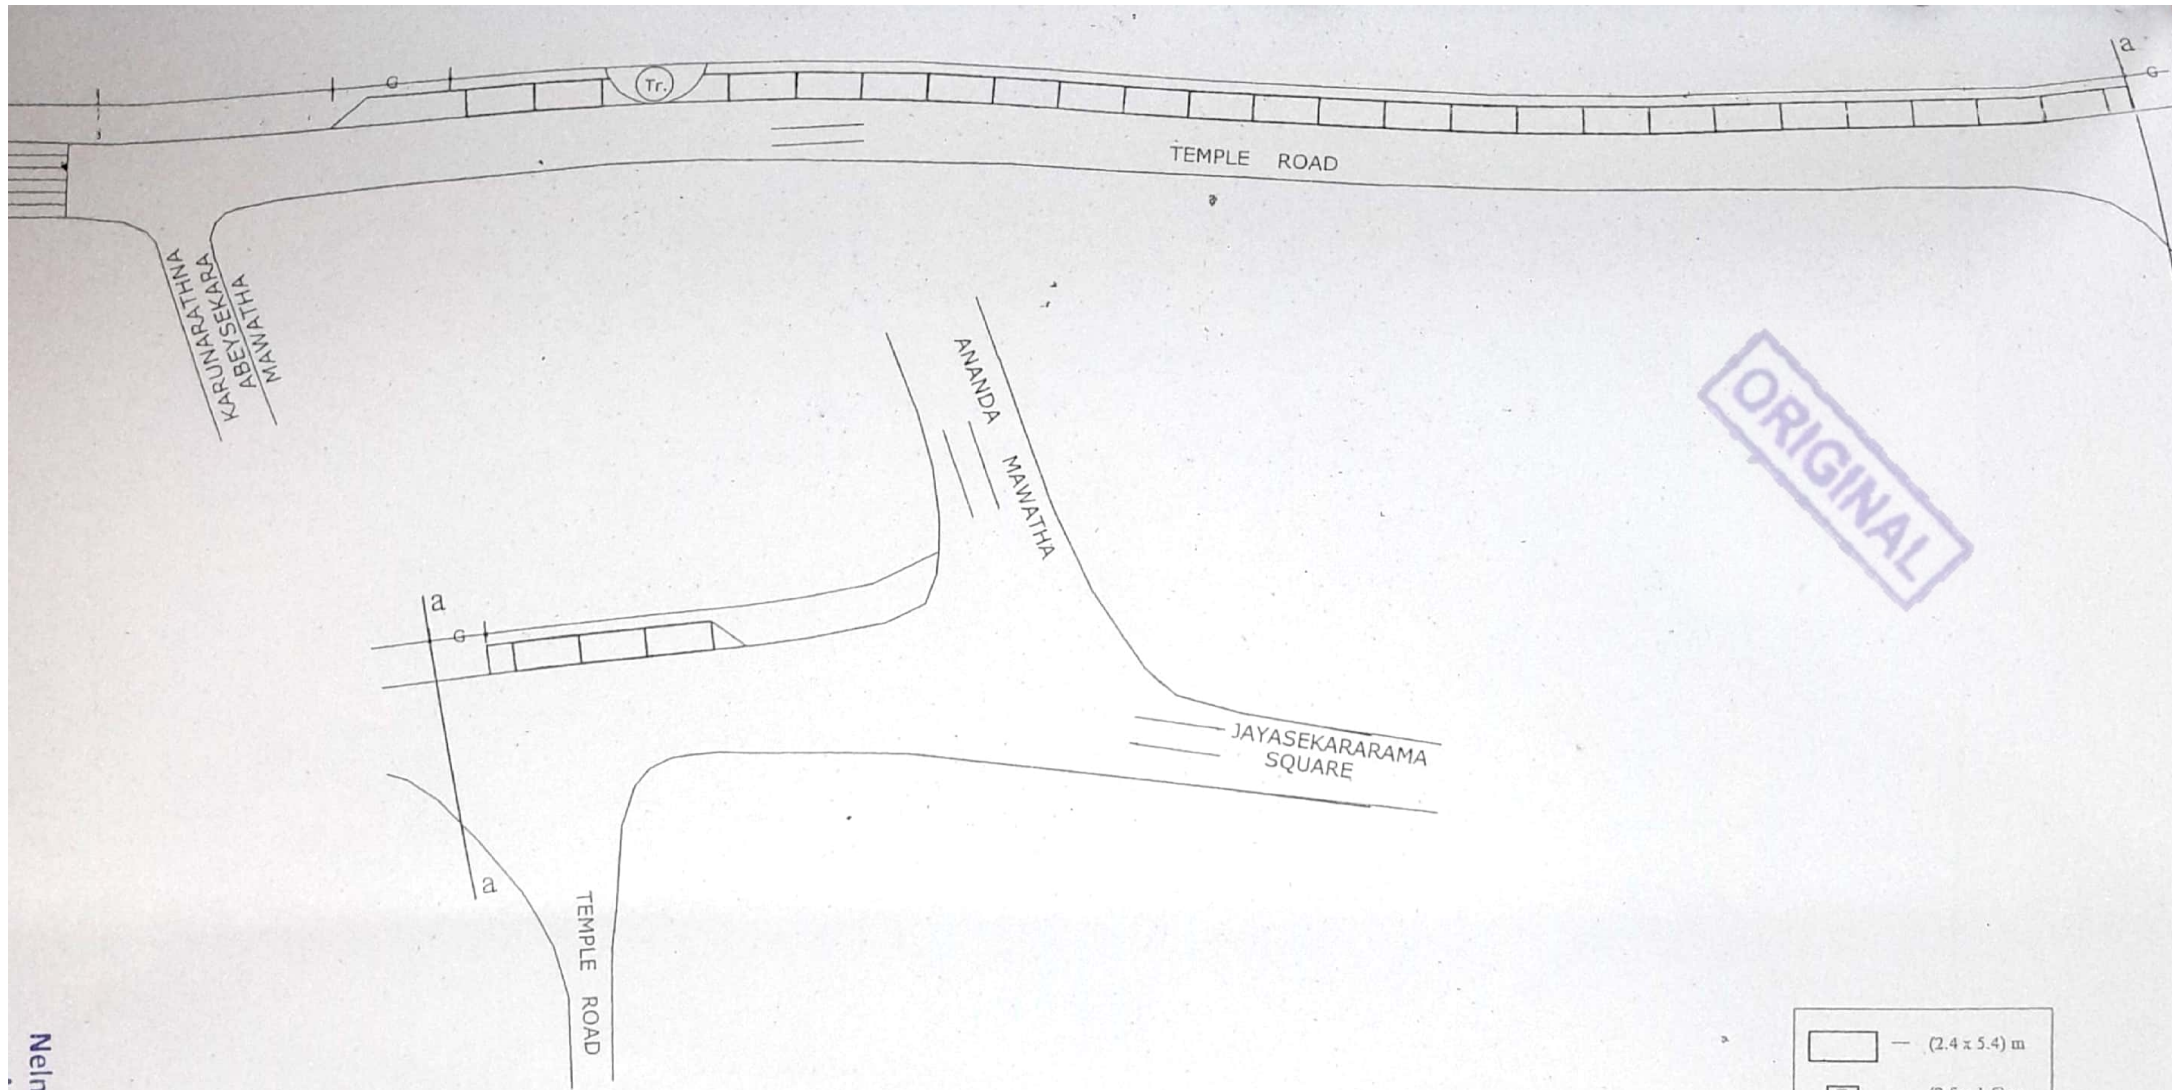 a
G
G
Tr.
TEMPLE ROAD
KARUNARATHNA
ABEYSEKARA
MAWATHA
ANANDA MAWATHA
ORIGINAL
a
G
JAYASEKARARAMA
SQUARE
a
TEMPLE ROAD
— (2.4 x 5.4) m